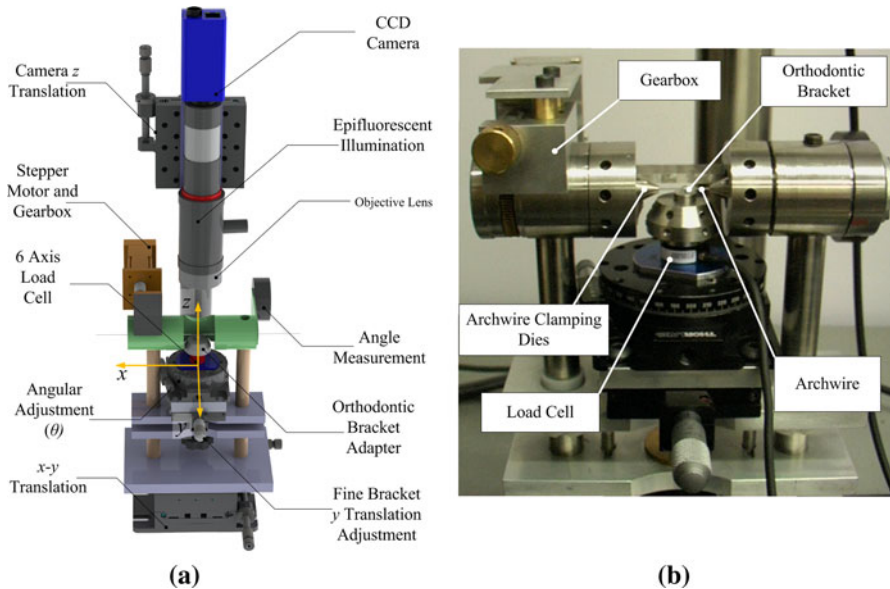 CCD
Camera
Camera z
Translation
Epifluorescent
Illumination
Stepper
Motor and
Gearbox
Objective Lens
6 Axis
Load
Cell
z
x
y
Angle
Measurement
Angular
Adjustment
(θ)
Orthodontic
Bracket
Adapter
x-y
Translation
Fine Bracket
y Translation
Adjustment
(a)
Gearbox
Orthodontic
Bracket
Archwire Clamping
Dies
Archwire
Load Cell
(b)